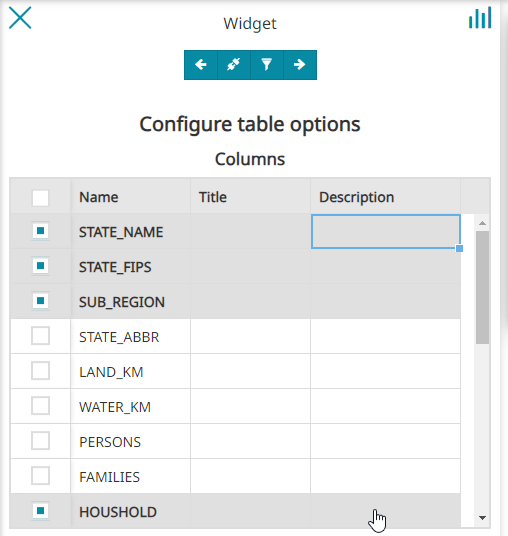 Widget
Configure table options
Columns
Name Title Description
STATE_NAME
STATE_FIPS
SUB_REGION
STATE_ABBR
LAND_KM
WATER_KM
PERSONS
FAMILIES
HOUSHOLD